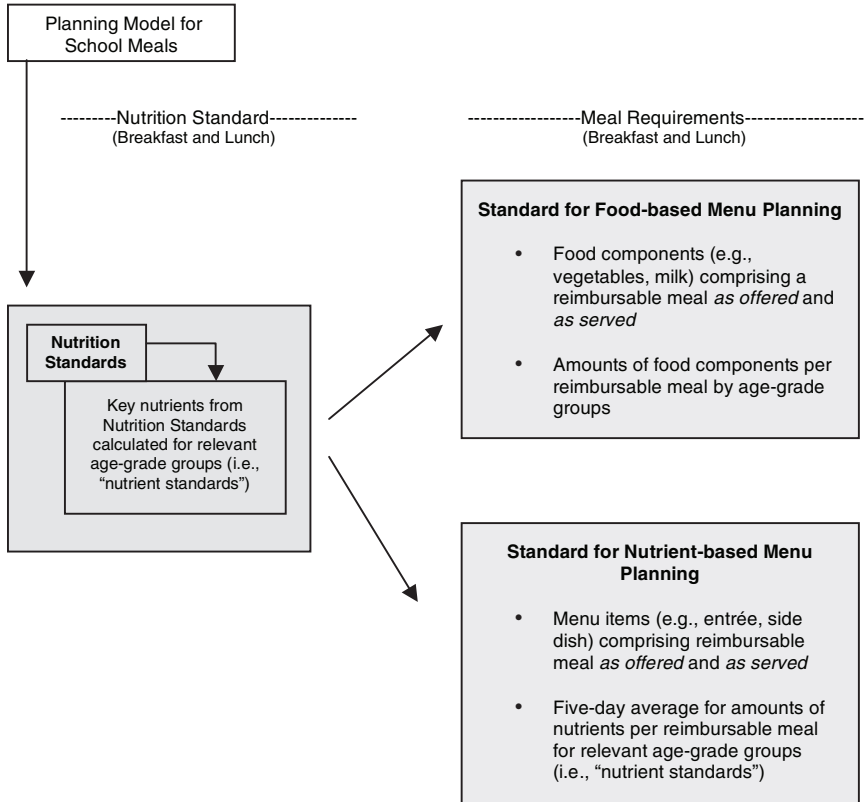 Planning Model for
School Meals
---------Nutrition Standard--------------
(Breakfast and Lunch)
------------------Meal Requirements-------------------
(Breakfast and Lunch)
Nutrition
Standards
Key nutrients from
Nutrition Standards
calculated for relevant
age-grade groups (i.e.,
“nutrient standards”)
Standard for Food-based Menu Planning
• Food components (e.g.,
vegetables, milk) comprising a
reimbursable meal as offered and
as served
• Amounts of food components per
reimbursable meal by age-grade
groups
Standard for Nutrient-based Menu
Planning
• Menu items (e.g., entrée, side
dish) comprising reimbursable
meal as offered and as served
• Five-day average for amounts of
nutrients per reimbursable meal
for relevant age-grade groups
(i.e., “nutrient standards”)